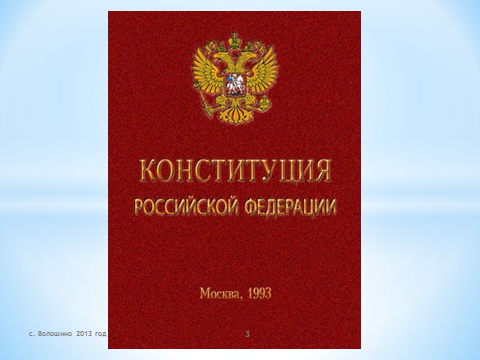 КОНСТИТУЦИЯ
РОССИЙСКОЙ ФЕДЕРАЦИИ
Москва, 1993
с. Волошино 2013 год
3